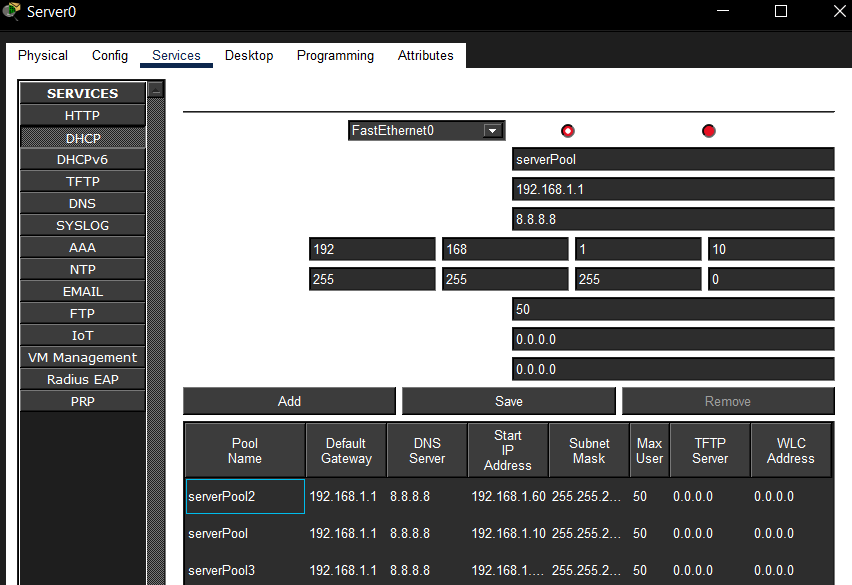 Server0
Physical Config Services Desktop Programming Attributes
SERVICES
HTTP
DHCP
DHCPv6
TFTP
DNS
SYSLOG
AAA
NTP
EMAIL
FTP
IoT
VM Management
Radius EAP
PRP
FastEthernet0
serverPool
192.168.1.1
8.8.8.8
192 168 1 10
255 255 255 0
50
0.0.0.0
0.0.0.0
Add Save Remove
Pool Name Default Gateway DNS Server Start IP Address Subnet Mask Max User TFTP Server WLC Address
serverPool2 192.168.1.1 8.8.8.8 192.168.1.60 255.255.2... 50 0.0.0.0 0.0.0.0
serverPool 192.168.1.1 8.8.8.8 192.168.1.10 255.255.2... 50 0.0.0.0 0.0.0.0
serverPool3 192.168.1.1 8.8.8.8 192.168.1.... 255.255.2... 50 0.0.0.0 0.0.0.0